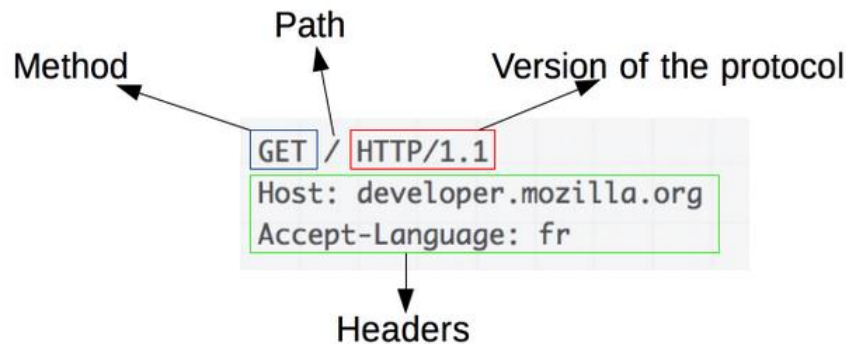 Path
Method
Version of the protocol
GET / HTTP/1.1
Host: developer.mozilla.org
Accept-Language: fr
Headers